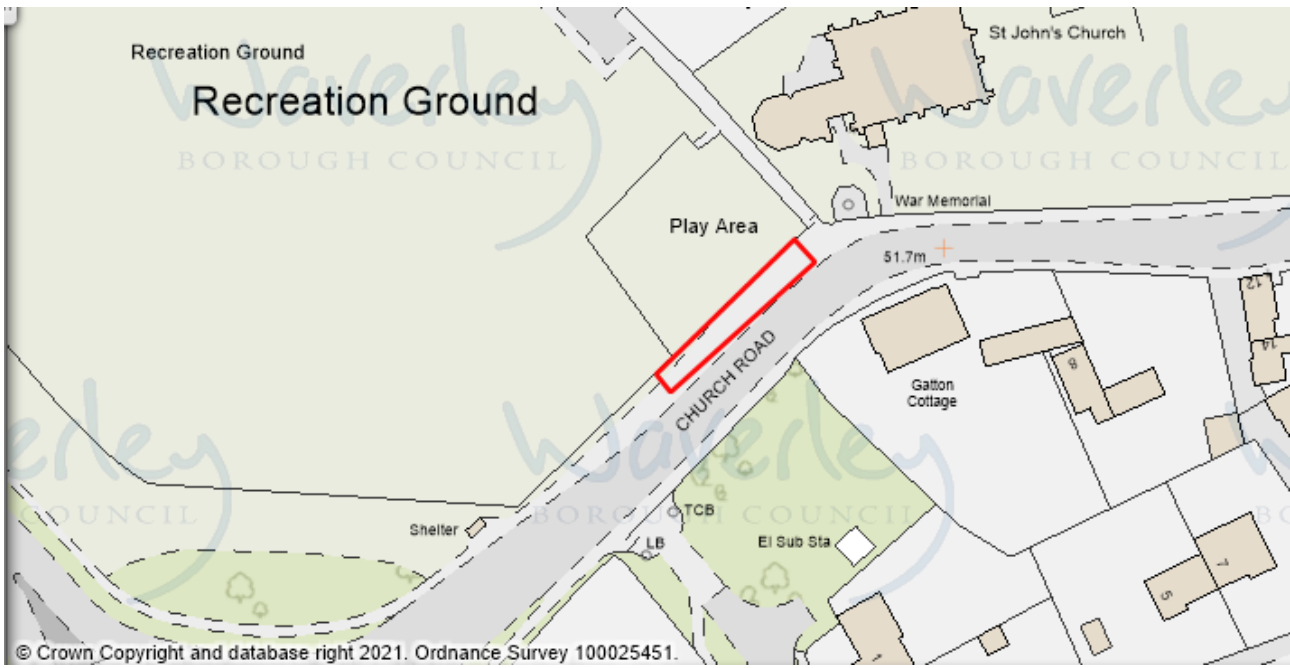 St John's Church
Recreation Ground
Recreation Ground
Waverley
BOROUGH COUNCIL
Waverley
BOROUGH COUNCIL
War Memorial
Play Area
51.7m
12
14
CHURCH ROAD
8
Gatton
Cottage
Waverley
BOROUGH COUNCIL
TCB
Shelter
LB
El Sub Sta
7
5
1
© Crown Copyright and database right 2021. Ordnance Survey 100025451.